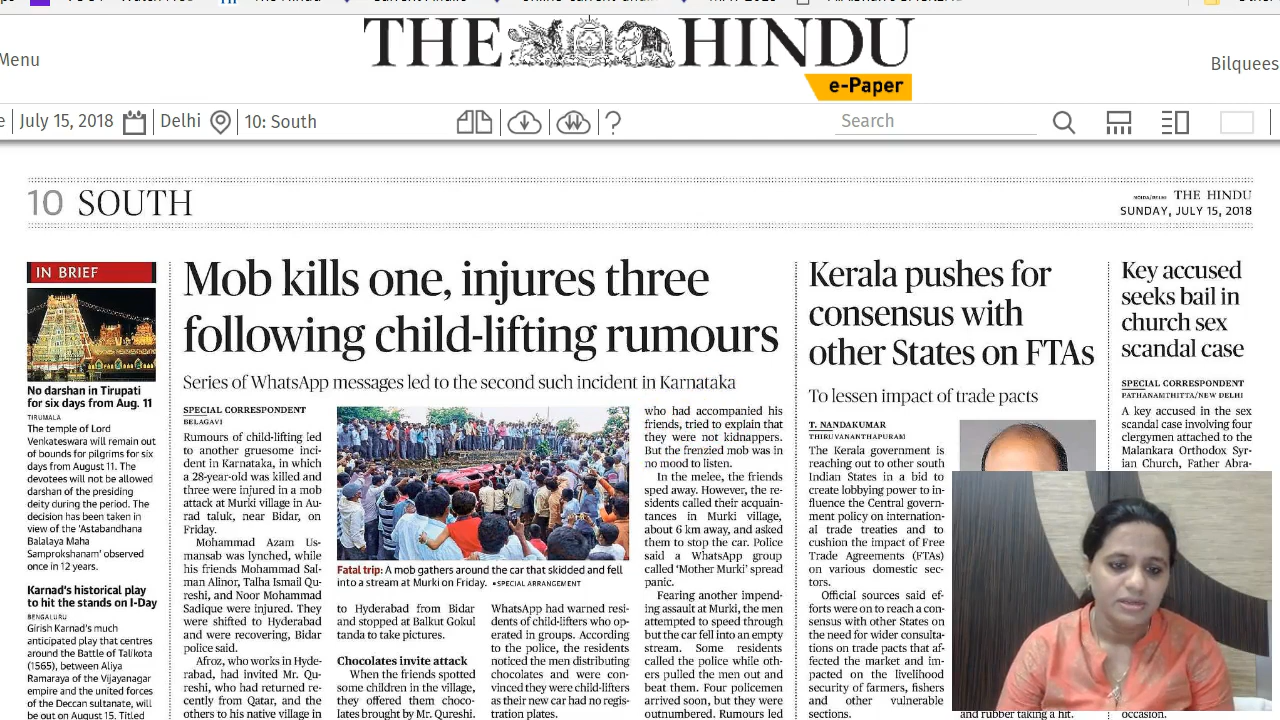 THE HINDU
e-Paper
Menu
Bilquees
July 15, 2018
Delhi
10: South
?
Search
10 SOUTH
THE HINDU
SUNDAY, JULY 15, 2018
IN BRIEF
No darshan in Tirupati
for six days from Aug. 11
TIRUMALA
The temple of Lord
Venkateswara will remain out
of bounds for pilgrims for six
days from August 11. The
devotees will not be allowed
darshan of the presiding
deity during the period. The
decision has been taken in
view of the 'Astabandhana
Balalaya Maha
Samprokshanam' observed
once in 12 years.
Karnad's historical play
to hit the stands on I-Day
BENGALURU
Girish Karnad's much
anticipated play that centres
around the Battle of Talikota
(1565), between Aliya
Ramaraya of the Vijayanagar
empire and the united forces
of the Deccan sultanate, will
be out on August 15. Titled
Mob kills one, injures three
following child-lifting rumours
Series of WhatsApp messages led to the second such incident in Karnataka
SPECIAL CORRESPONDENT
BELAGAVI
Rumours of child-lifting led
to another gruesome inci-
dent in Karnataka, in which
a 28-year-old was killed and
three were injured in a mob
attack at Murki village in Au-
rad taluk, near Bidar, on
Friday.
Mohammad Azam Us-
mansab was lynched, while
his friends Mohammad Sal-
man Alinor, Talha Ismail Qu-
reshi, and Noor Mohammad
Sadique were injured. They
were shifted to Hyderabad
and were recovering, Bidar
police said.
Afroz, who works in Hyde-
rabad, had invited Mr. Qu-
reshi, who had returned re-
cently from Qatar, and the
others to his native village in
Fatal trip: A mob gathers around the car that skidded and fell
into a stream at Murki on Friday. ▪SPECIAL ARRANGEMENT
to Hyderabad from Bidar
and stopped at Balkut Gokul
tanda to take pictures.
Chocolates invite attack
When the friends spotted
some children in the village,
they offered them choco-
lates brought by Mr. Qureshi.
WhatsApp had warned resi-
dents of child-lifters who op-
erated in groups. According
to the police, the residents
noticed the men distributing
chocolates and were con-
vinced they were child-lifters
as their new car had no regis-
tration plates.
who had accompanied his
friends, tried to explain that
they were not kidnappers.
But the frenzied mob was in
no mood to listen.
In the melee, the friends
sped away. However, the re-
sidents called their acquain-
tances in Murki village,
about 6 km away, and asked
them to stop the car. Police
said a WhatsApp group
called 'Mother Murki' spread
panic.
Fearing another impend-
ing assault at Murki, the men
attempted to speed through
but the car fell into an empty
stream. Some residents
called the police while oth-
ers pulled the men out and
beat them. Four policemen
arrived soon, but they were
outnumbered. Rumours led
Kerala pushes for
consensus with
other States on FTAs
To lessen impact of trade pacts
T. NANDAKUMAR
THIRUVANANTHAPURAM
The Kerala government is
reaching out to other south
Indian States in a bid to
create lobbying power to in-
fluence the Central govern-
ment policy on internation-
al trade treaties and to
cushion the impact of Free
Trade Agreements (FTAs)
on various domestic sec-
tors.
Official sources said ef-
forts were on to reach a con-
sensus with other States on
the need for wider consulta-
tions on trade pacts that af-
fected the market and im-
pacted on the livelihood
security of farmers, fishers
and other vulnerable
sections.
and rubber taking a hit.
Key accused
seeks bail in
church sex
scandal case
SPECIAL CORRESPONDENT
PATHANAMTHITTA/NEW DELHI
A key accused in the sex
scandal case involving four
clergymen attached to the
Malankara Orthodox Syr-
ian Church, Father Abra-
occasion.